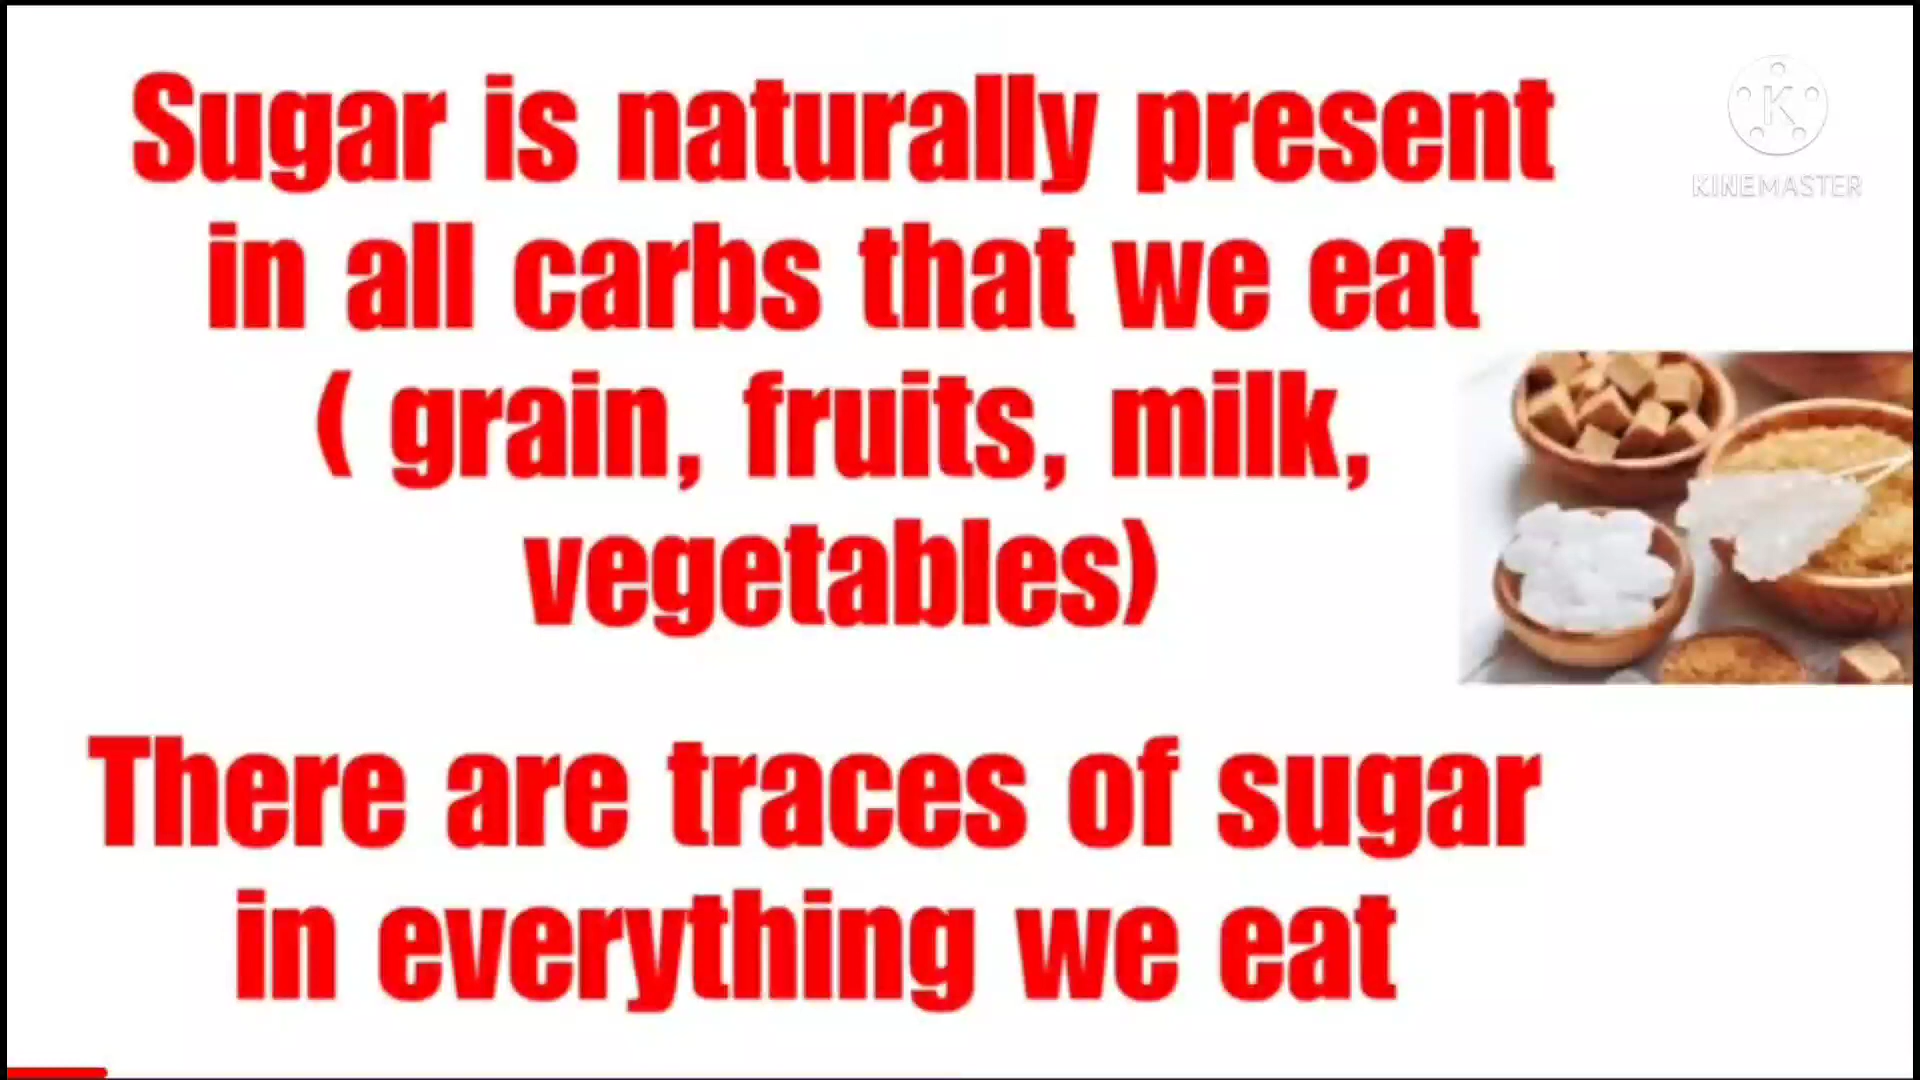 Sugar is naturally present
in all carbs that we eat
( grain, fruits, milk,
vegetables)
There are traces of sugar
in everything we eat
K
KINEMASTER